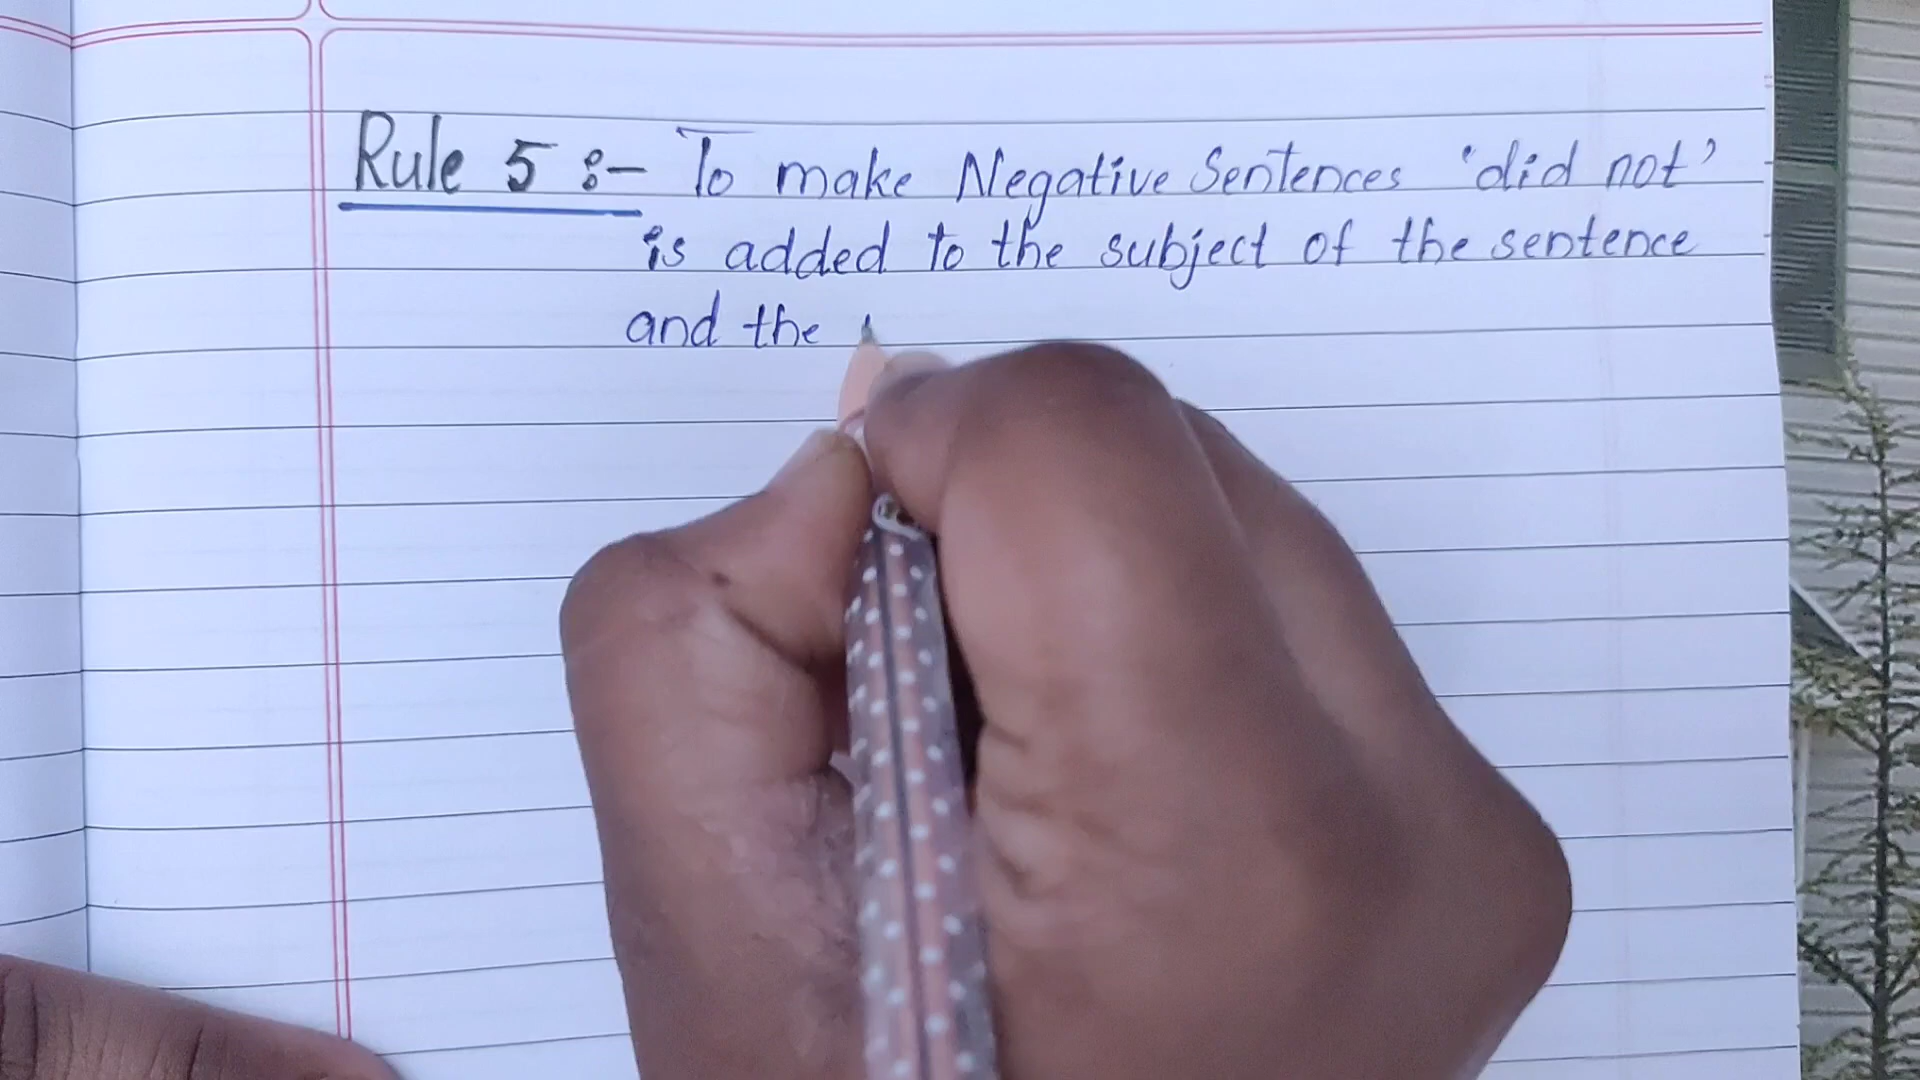 Rule 5 :- To make Negative Sentences 'did not'
is added to the subject of the sentence
and the